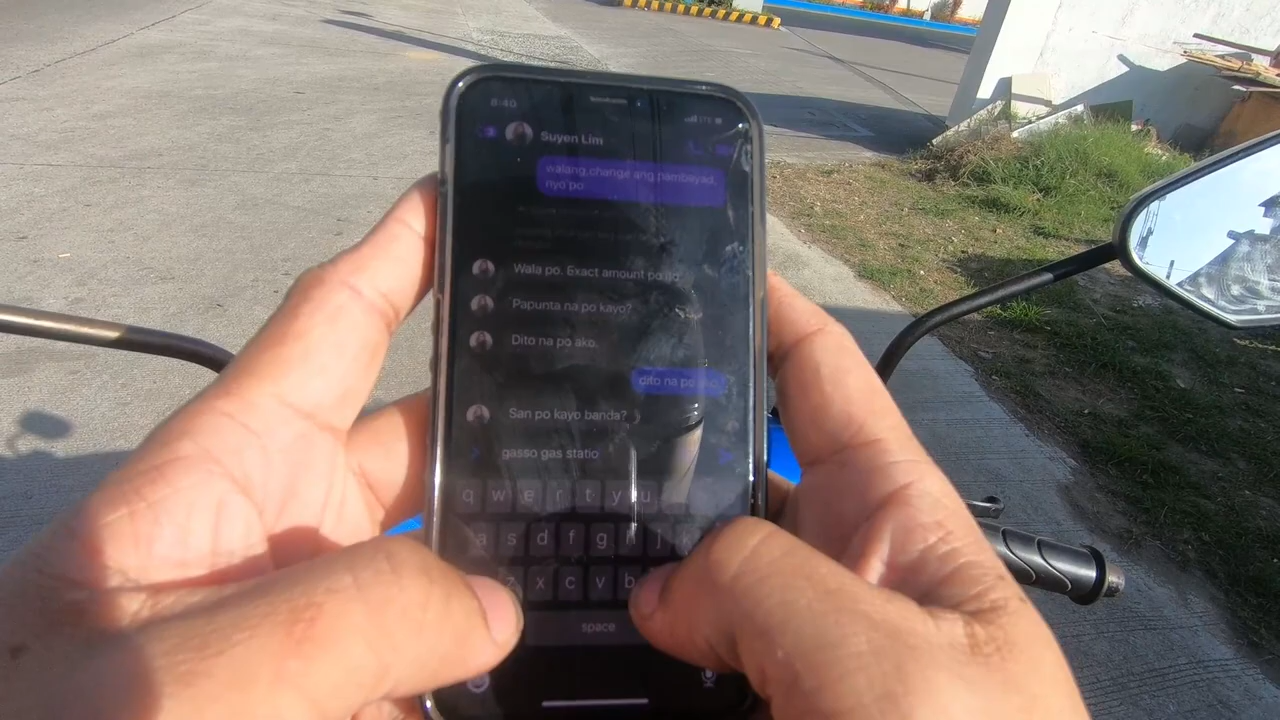 8:40
LTE
Suyen Lim
walang change ang pambayad
nyo po
Wala po. Exact amount po
Papunta na po kayo?
Dito na po ako.
dito na po ako
San po kayo banda?
gasso gas statio
q w e r t y u
a s d f g h j k
z x c v b
space